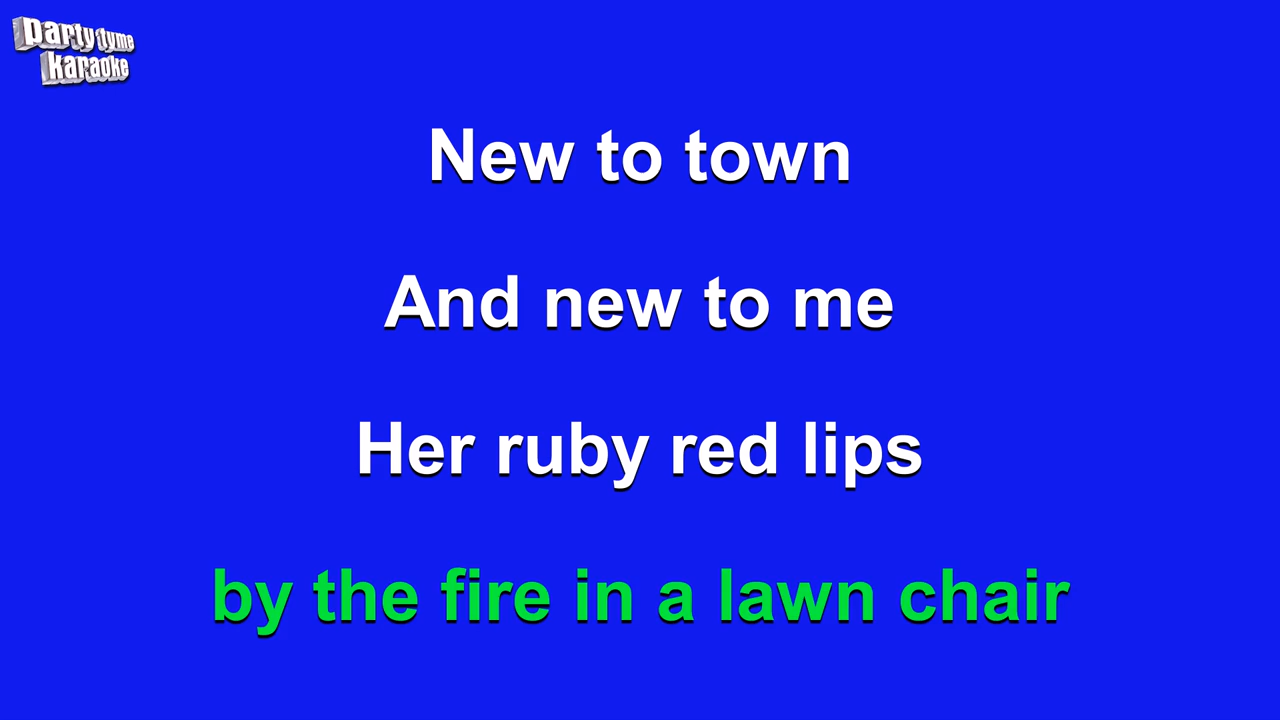 party tyme
karaoke
New to town
And new to me
Her ruby red lips
by the fire in a lawn chair